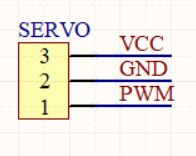 SERVO
3 VCC
2 GND
1 PWM